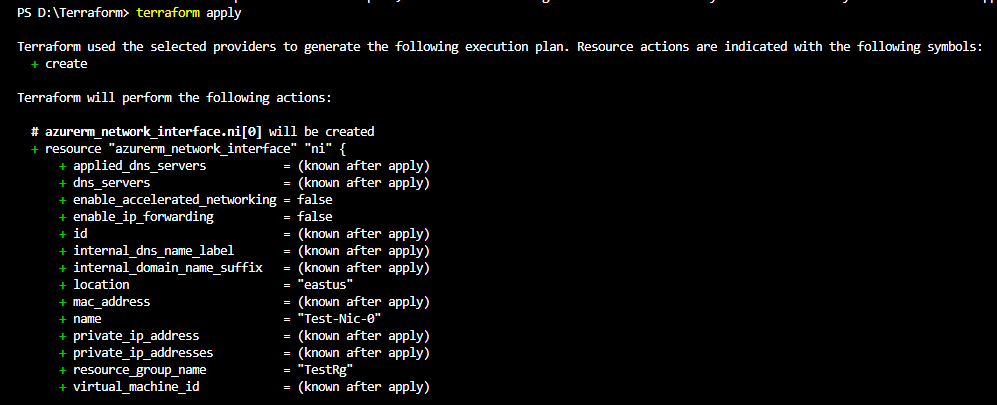 PS D:\Terraform> terraform apply
Terraform used the selected providers to generate the following execution plan. Resource actions are indicated with the following symbols:
+ create
Terraform will perform the following actions:
# azurerm_network_interface.ni[0] will be created
+ resource "azurerm_network_interface" "ni" {
+ applied_dns_servers = (known after apply)
+ dns_servers = (known after apply)
+ enable_accelerated_networking = false
+ enable_ip_forwarding = false
+ id = (known after apply)
+ internal_dns_name_label = (known after apply)
+ internal_domain_name_suffix = (known after apply)
+ location = "eastus"
+ mac_address = (known after apply)
+ name = "Test-Nic-0"
+ private_ip_address = (known after apply)
+ private_ip_addresses = (known after apply)
+ resource_group_name = "TestRg"
+ virtual_machine_id = (known after apply)